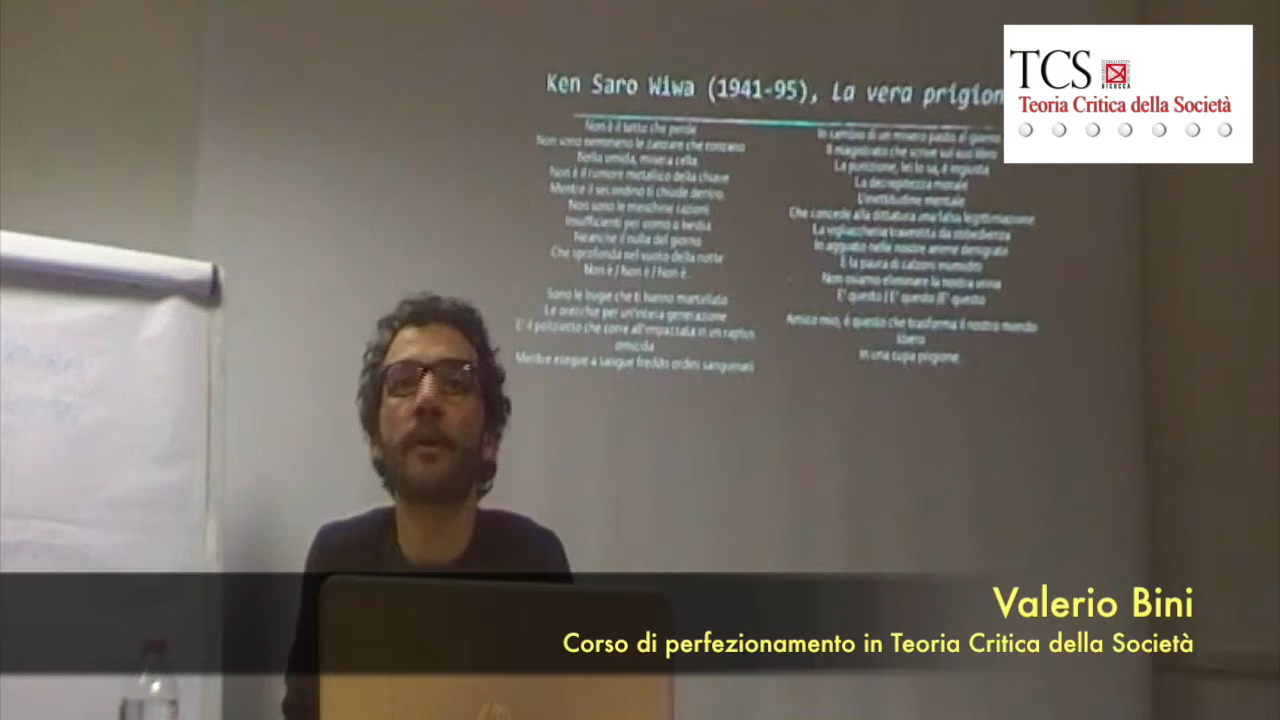 Ken Saro Wiwa (1941-95), La vera prigion
Non è il tetto che perde
Non sono nemmeno le zanzare che ronzano
Nella umida, misera cella
Non è il rumore metallico della chiave
Mentre il secondino ti chiude dentro.
Non sono le meschine razioni
Insufficienti per uomo o bestia
Neanche il nulla del giorno
Che sprofonda nel vuoto della notte
Non è / Non è / Non è.
Sono le bugie che ti hanno martellato
Le orecchie per un'intera generazione
E' il poliziotto che corre all'impazzata in un raptus
omicida
Mentre esegue a sangue freddo ordini sanguinari
In cambio di un misero pasto al giorno
Il magistrato che scrive sul suo libro
La punizione, lei lo sa, è ingiusta
La decrepitezza morale
L'inettitudine mentale
Che concede alla dittatura una falsa legittimazione
La vigliaccheria travestita da obbedienza
In agguato nelle nostre anime denigrate
È la paura di calzoni inumiditi
Non osiamo eliminare la nostra urina
E' questo / E' questo /E' questo
Amico mio, è questo che trasforma il nostro mondo
libero
In una cupa prigione
TCS
BICOCCA
Teoria Critica della Società
Valerio Bini
Corso di perfezionamento in Teoria Critica della Società